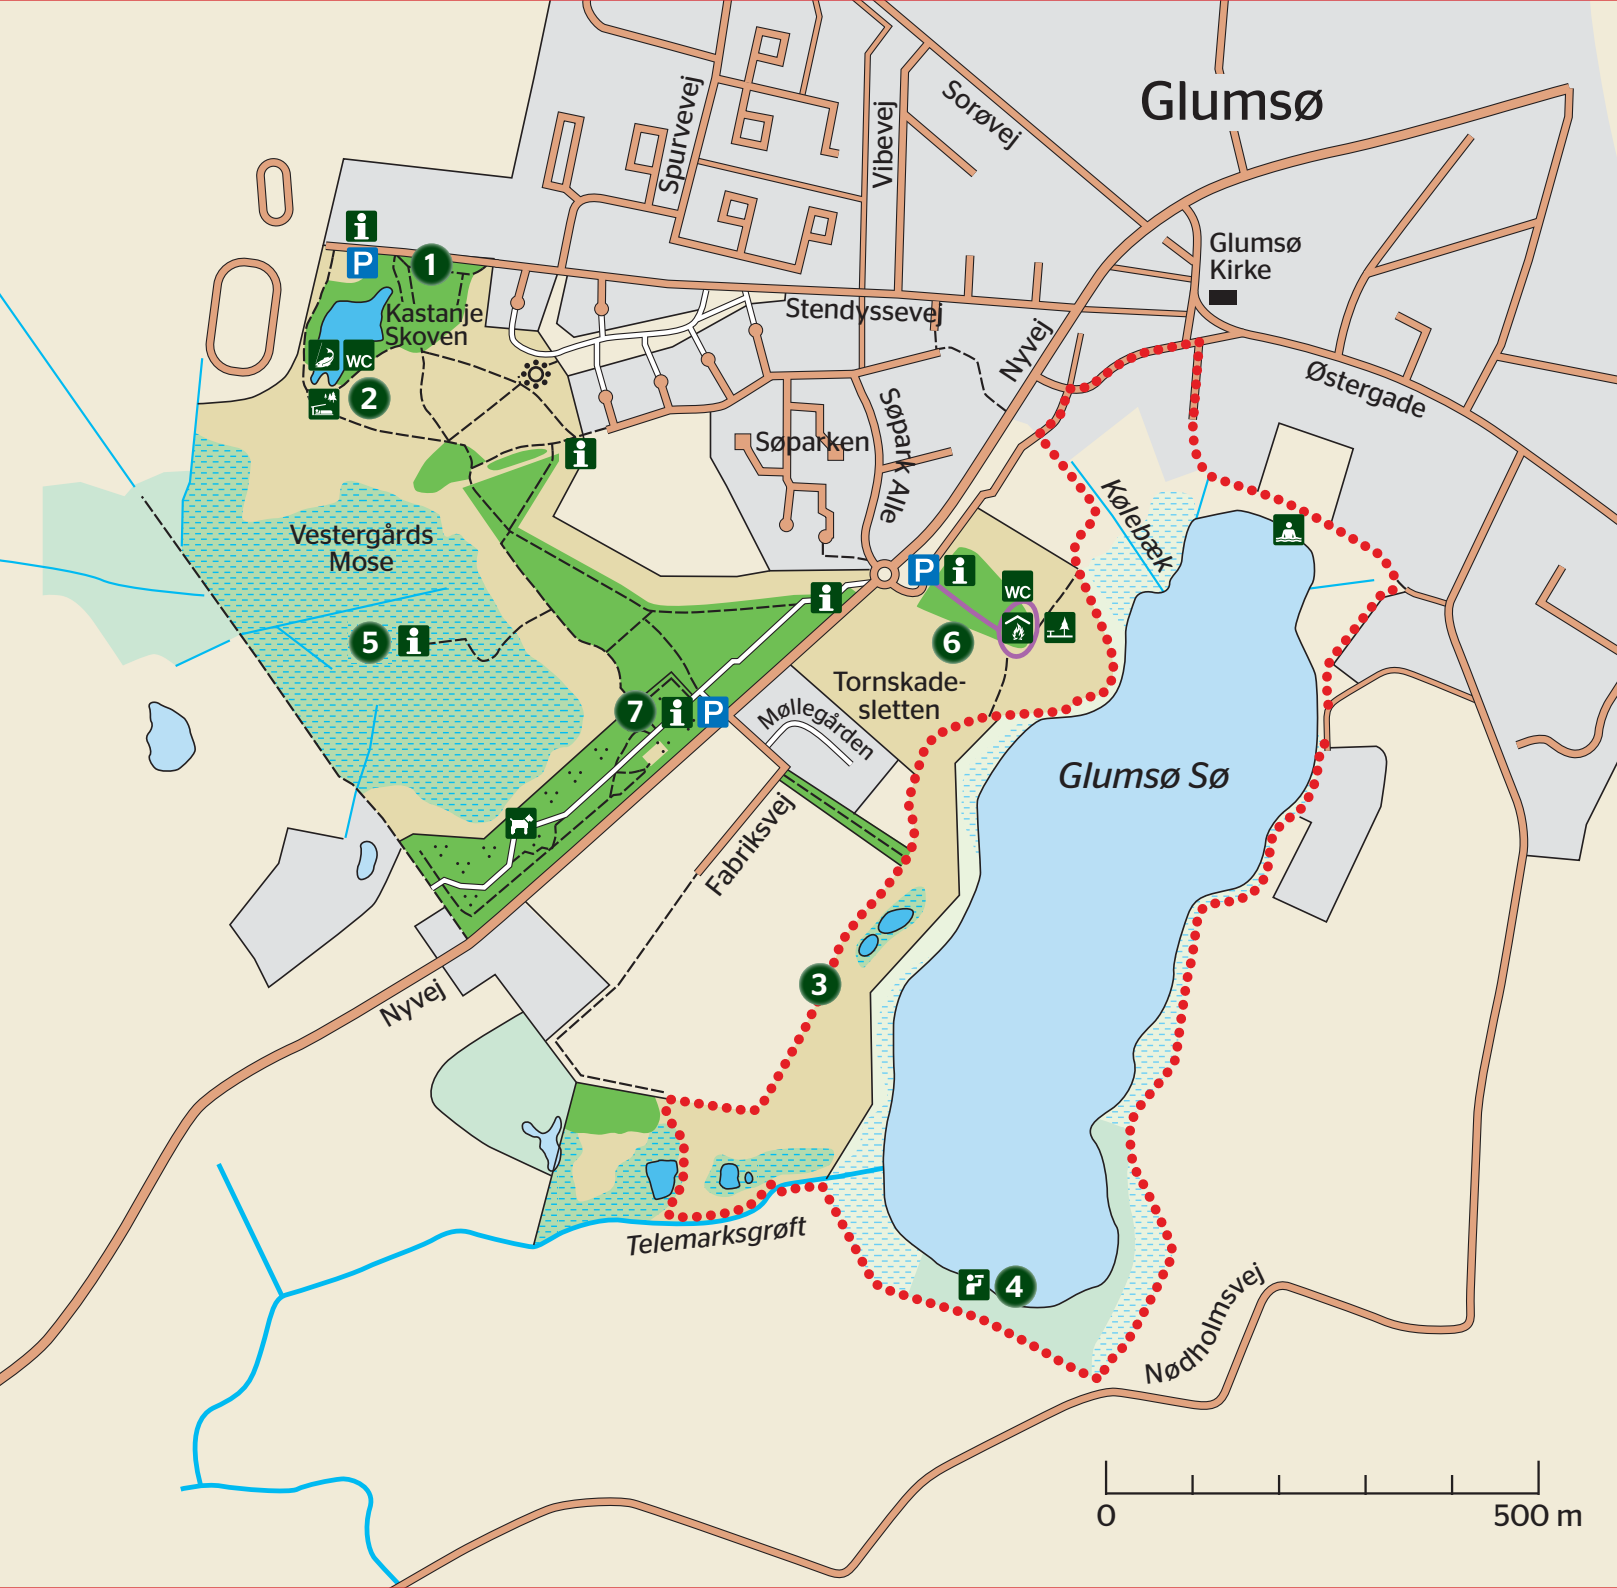 Glumsø
Sorøvej
Spurvevej
Vibevej
Glumsø
Kirke
i
P
1
Kastanje
Skoven
WC
2
Stendyssevej
Nyvej
Østergade
Søparken
Søpark Alle
i
Kølebæk
Vestergårds
Mose
5
i
i
P
i
WC
6
Tornskade-
sletten
7
i
P
Møllegården
Glumsø Sø
Fabriksvej
3
Nyvej
Telemarksgrøft
4
Nødholmsvej
0
500 m